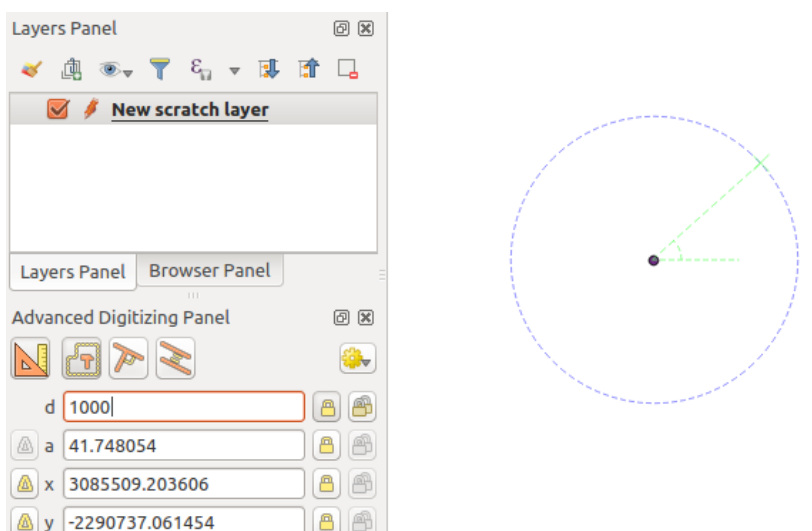 Layers Panel
New scratch layer
Layers Panel Browser Panel
Advanced Digitizing Panel
d 1000
a 41.748054
x 3085509.203606
y -2290737.061454